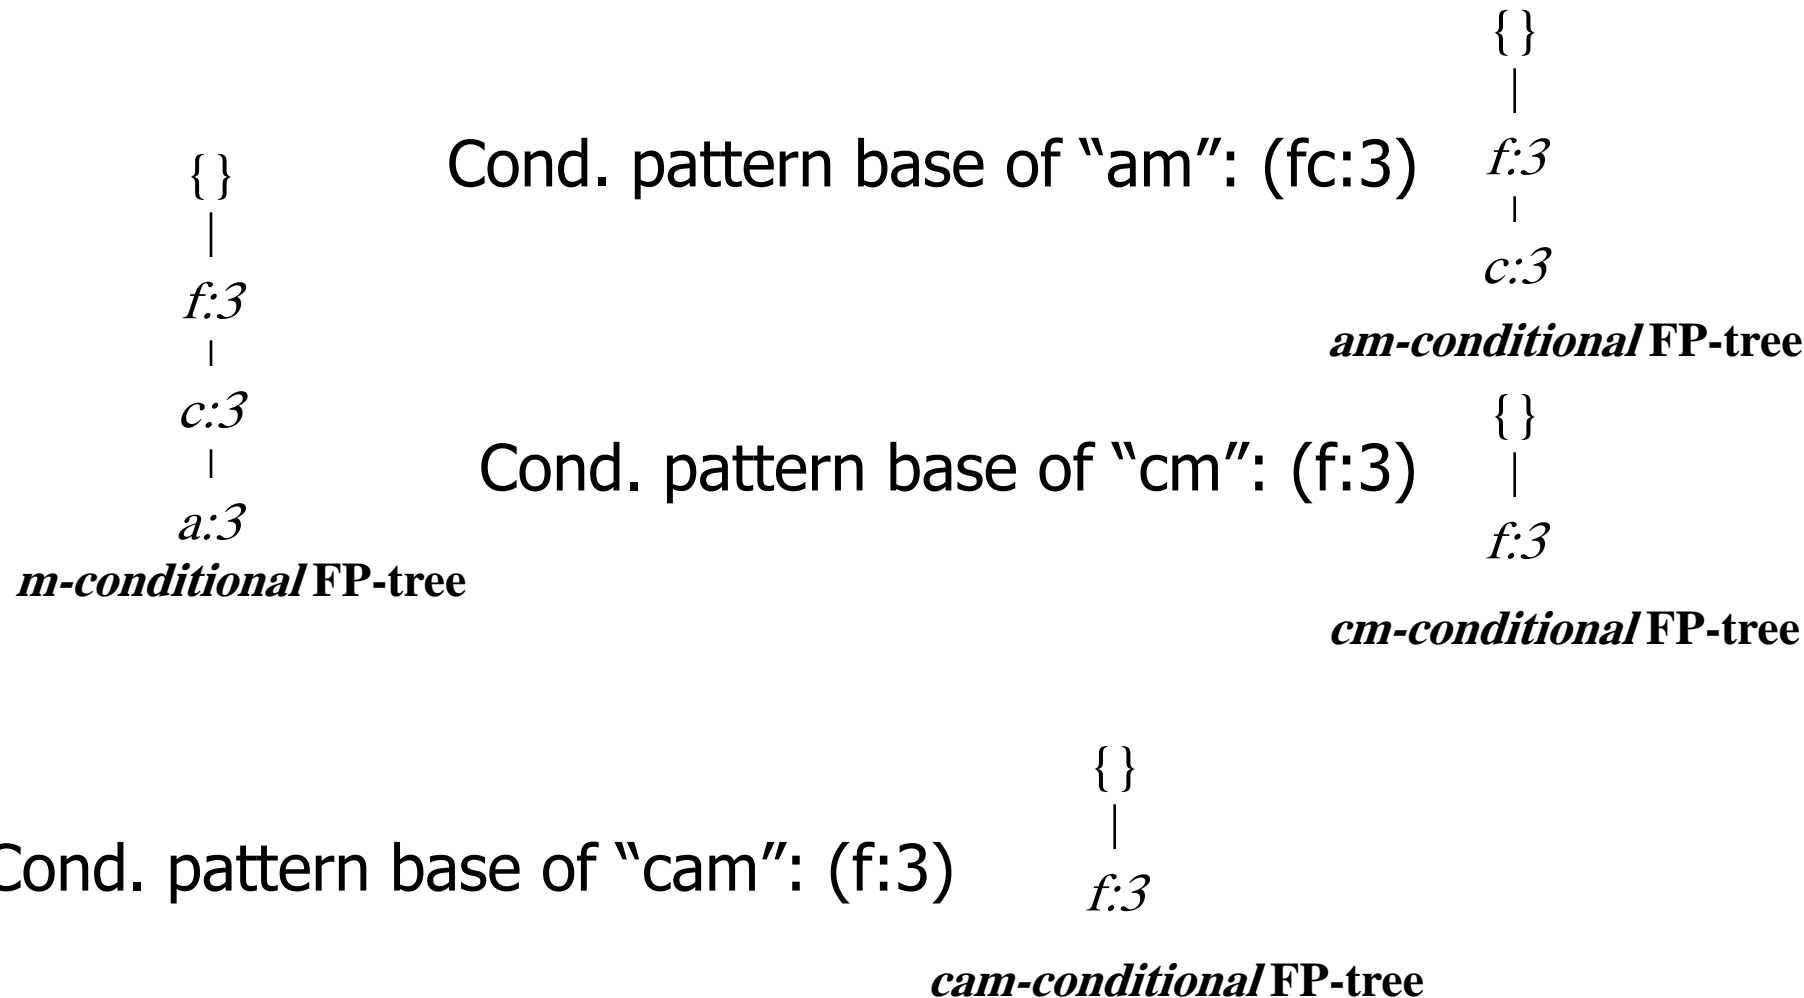 {}
f:3
c:3
a:3
m-conditional FP-tree
Cond. pattern base of “am”: (fc:3)
{}
f:3
c:3
am-conditional FP-tree
Cond. pattern base of “cm”: (f:3)
{}
f:3
cm-conditional FP-tree
Cond. pattern base of “cam”: (f:3)
{}
f:3
cam-conditional FP-tree